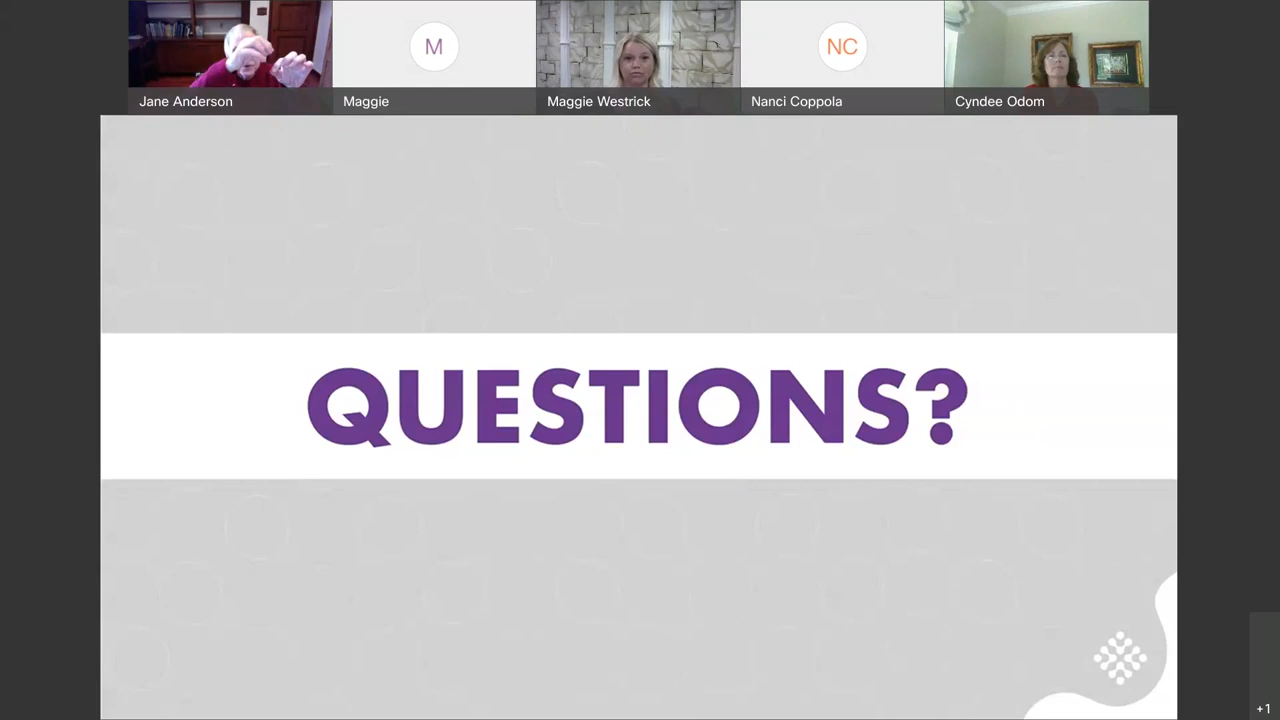 M
NC
Jane Anderson
Maggie
Maggie Westrick
Nanci Coppola
Cyndee Odom
QUESTIONS?
+1